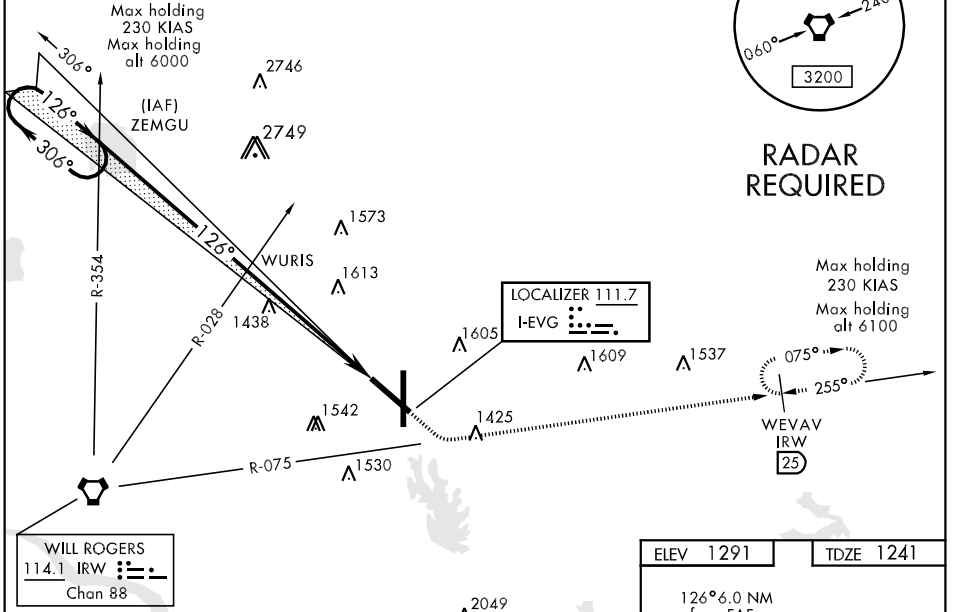 Max holding
230 KIAS
Max holding
alt 6000
306°
126°
306°
(IAF)
ZEMGU
2746
2749
240
060°
3200
RADAR
REQUIRED
1573
126°
WURIS
1613
1438
R-354
R-028
LOCALIZER 111.7
I-EVG
1605
1609
1537
Max holding
230 KIAS
Max holding
alt 6100
075°
255°
WEVAV
IRW
25
1542
1425
R-075
1530
WILL ROGERS
114.1 IRW
Chan 88
2049
ELEV 1291
TDZE 1241
126° 6.0 NM
from FAF